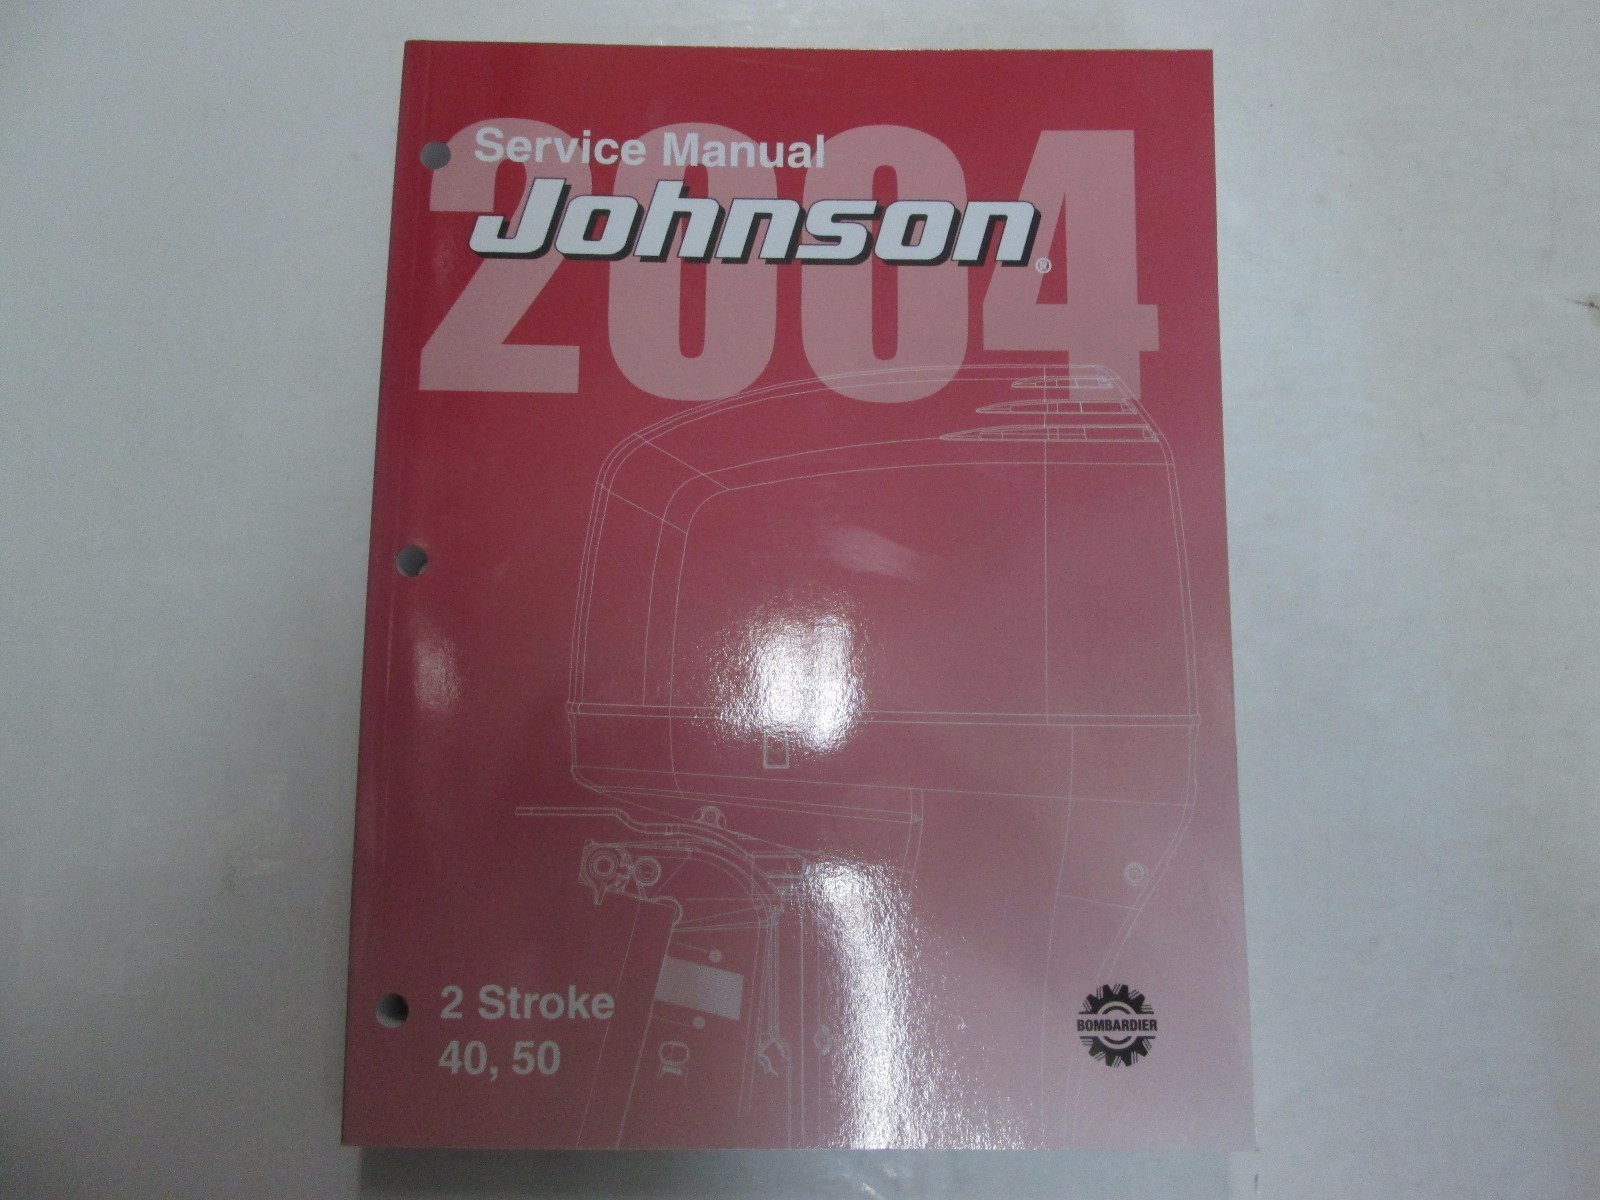 2004
Service Manual
Johnson®
2 Stroke
40, 50
BOMBARDIER